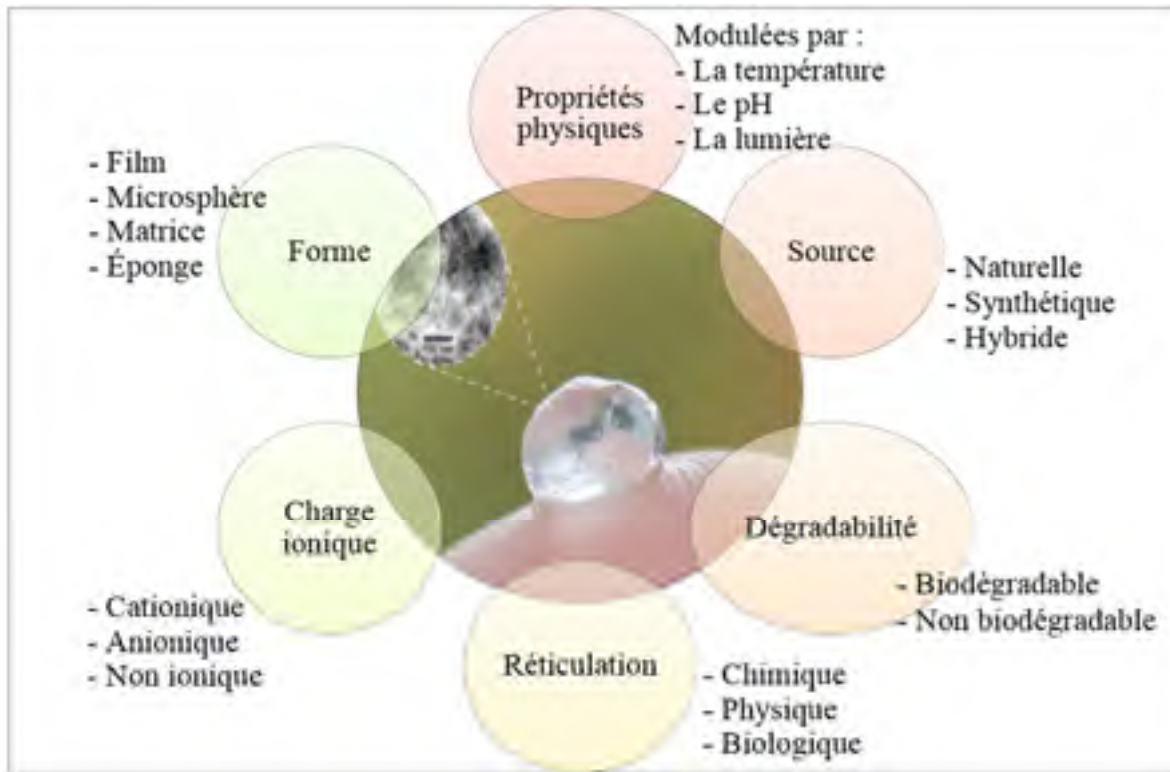 Propriétés
physiques
Modulées par :
- La température
- Le pH
- La lumière
Source
- Naturelle
- Synthétique
- Hybride
Dégradabilité
- Biodègradable
- Non biodégradable
Réticulation
- Chimique
- Physique
- Biologique
Charge
ionique
- Cationique
- Anionique
- Non ionique
Forme
- Film
- Microsphère
- Matrice
- Éponge